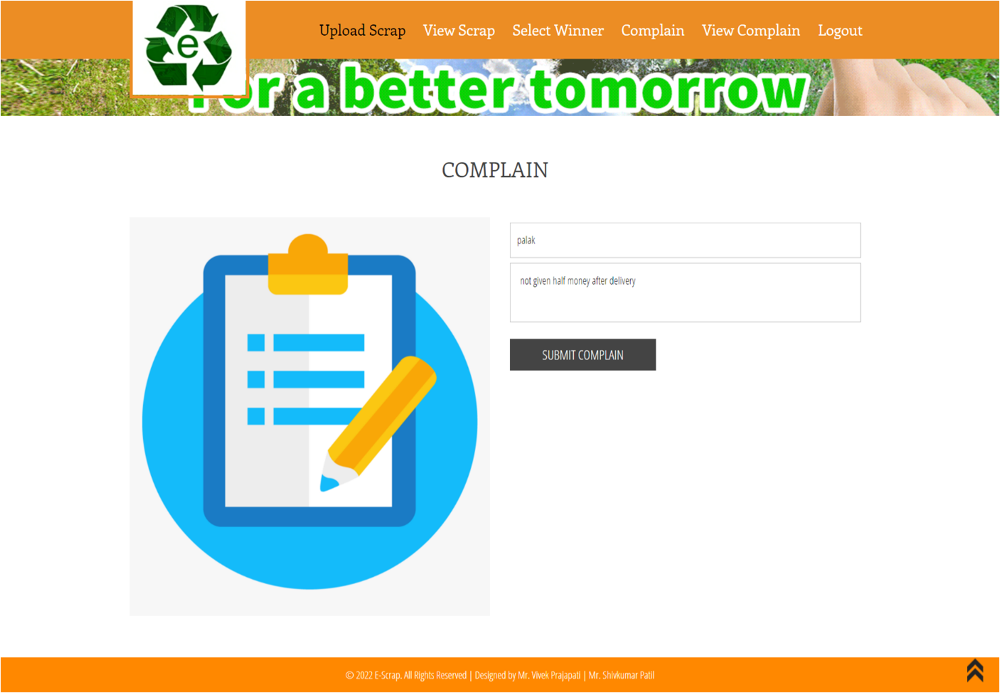 e
Upload Scrap View Scrap Select Winner Complain View Complain Logout
For a better tomorrow
COMPLAIN
palak
not given half money after delivery
SUBMIT COMPLAIN
© 2022 E-Scrap. All Rights Reserved | Designed by Mr. Vivek Prajapati | Mr. Shivkumar Patil